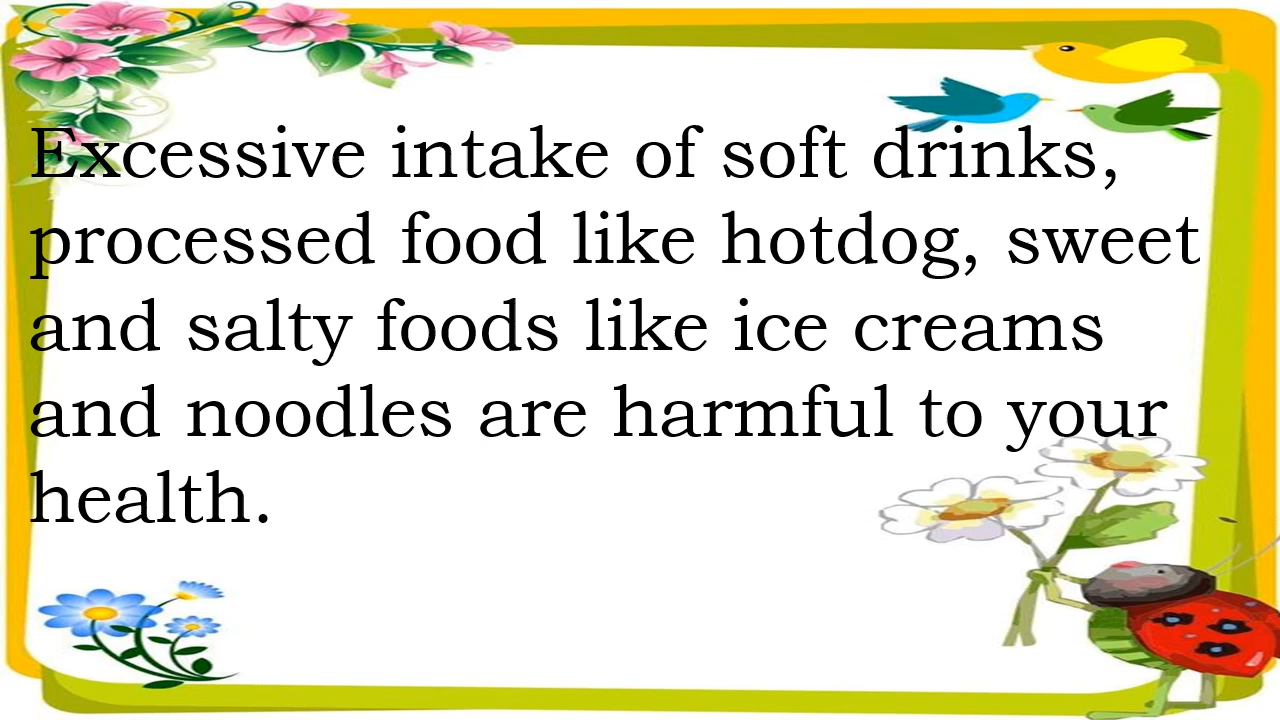 Excessive intake of soft drinks,
processed food like hotdog, sweet
and salty foods like ice creams
and noodles are harmful to your
health.